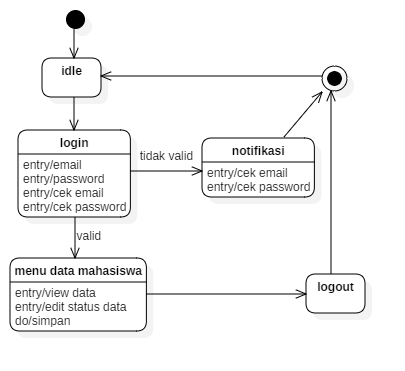 idle
login
entry/email
entry/password
entry/cek email
entry/cek password
tidak valid
notifikasi
entry/cek email
entry/cek password
valid
menu data mahasiswa
entry/view data
entry/edit status data
do/simpan
logout